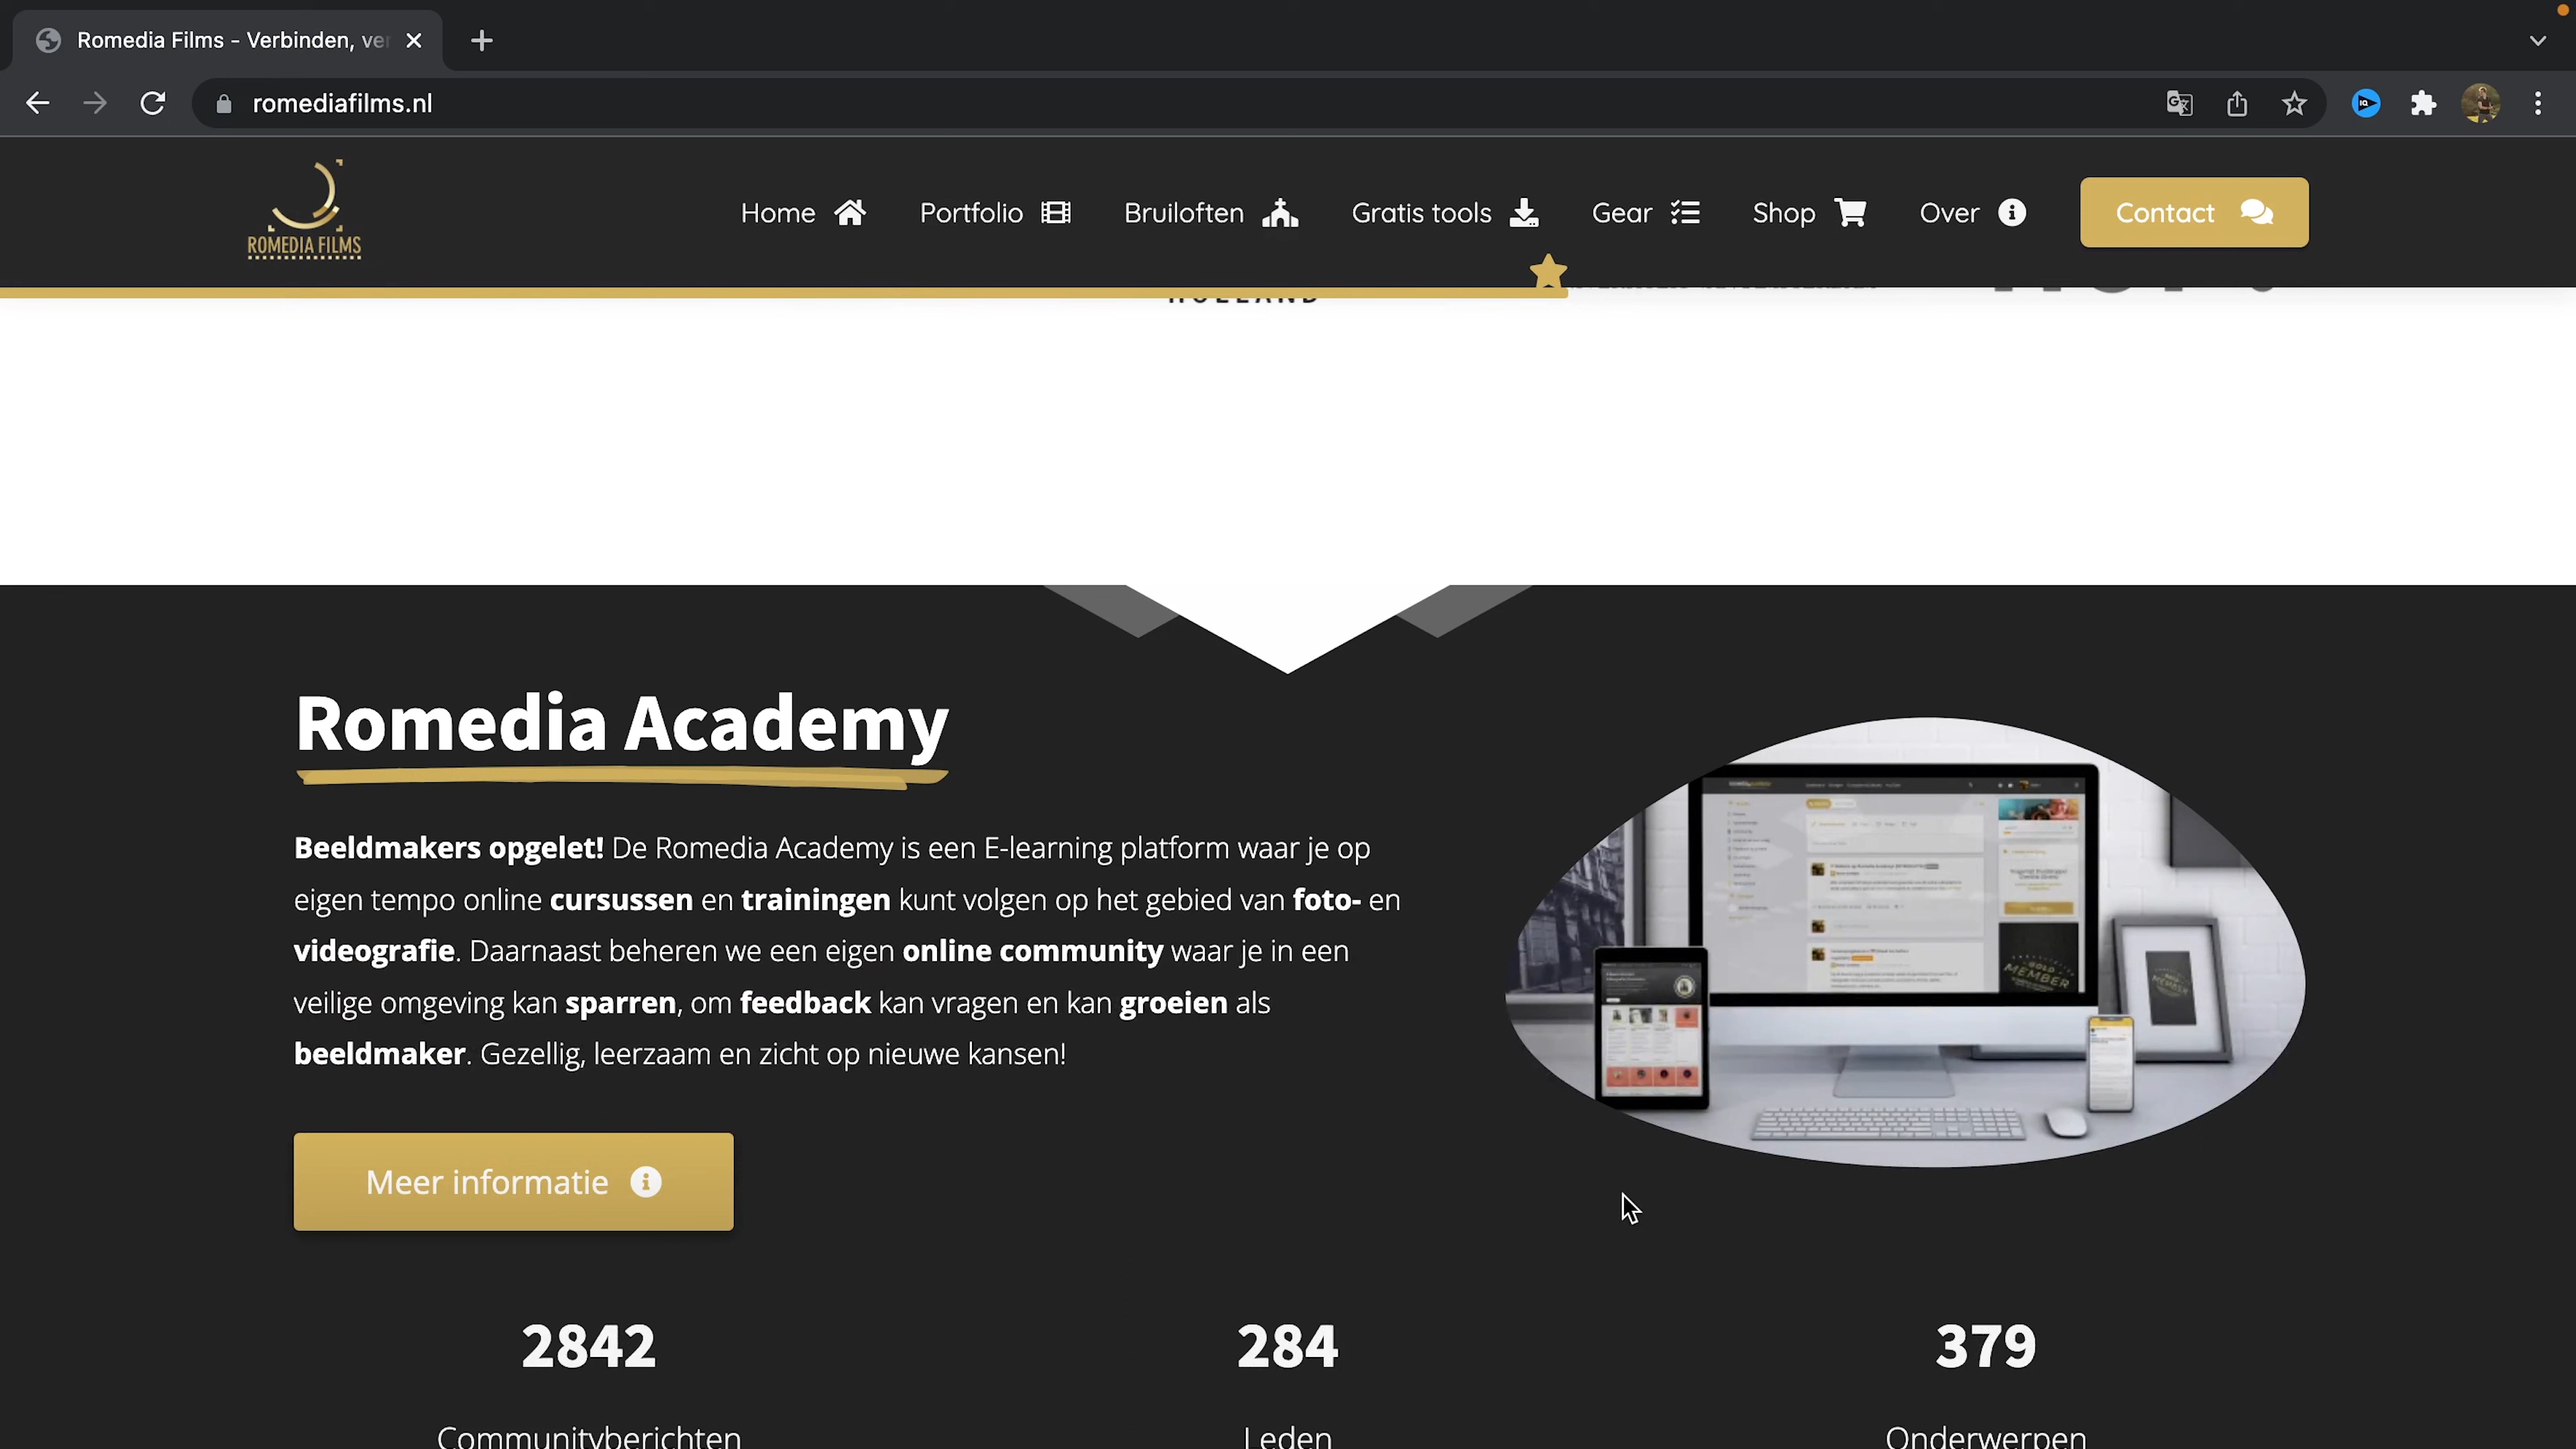 Romedia Films - Verbinden, ver
romediafilms.nl
ROMEDIA FILMS
Home
Portfolio
Bruiloften
Gratis tools
Gear
Shop
Over
Contact
HOLLAND
Romedia Academy
Beeldmakers opgelet! De Romedia Academy is een E-learning platform waar je op
eigen tempo online cursussen en trainingen kunt volgen op het gebied van foto- en
videografie. Daarnaast beheren we een eigen online community waar je in een
veilige omgeving kan sparren, om feedback kan vragen en kan groeien als
beeldmaker. Gezellig, leerzaam en zicht op nieuwe kansen!
GOLD
MEMBER
Meer informatie
2842
284
379
Communityberichten
Leden
Onderwerpen